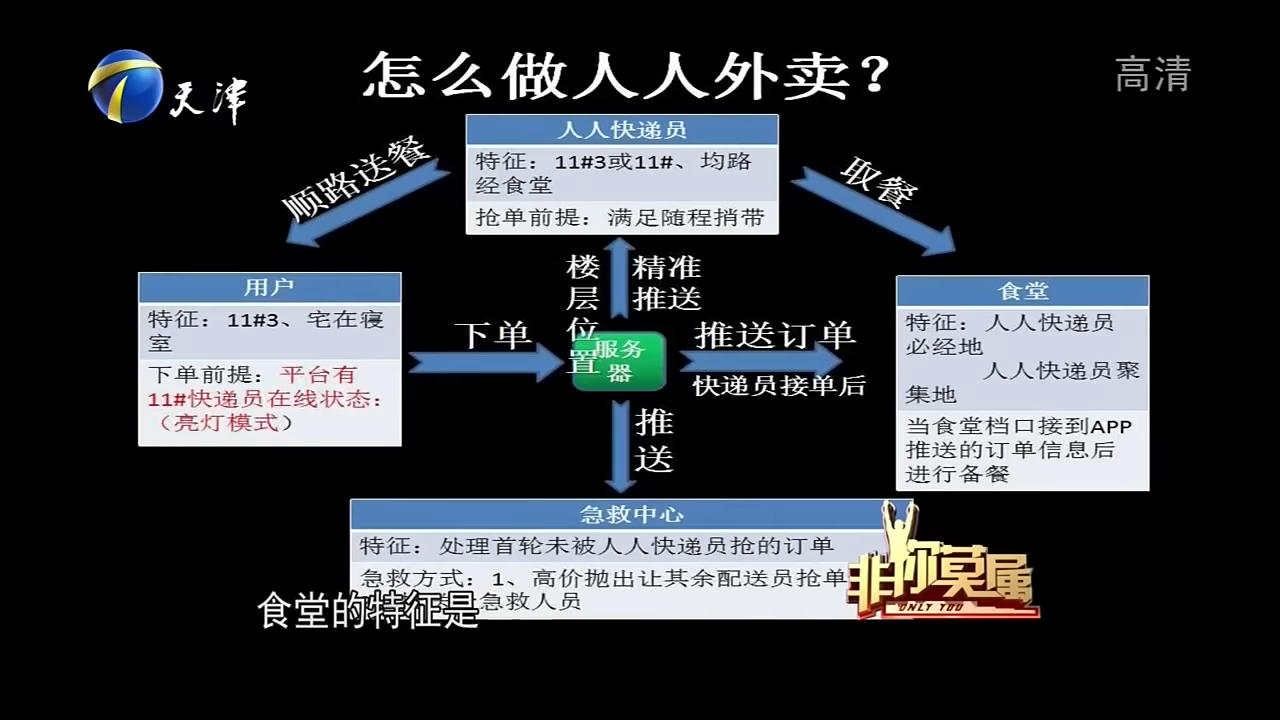 天津
怎么做人人外卖？
高清
人人快递员
特征：11#3或11#、均路
经食堂
抢单前提：满足随程捎带
顺路送餐
取餐
楼层位置
精准
推送
用户
特征：11#3、宅在寝
室
下单前提：平台有
11#快递员在线状态：
（亮灯模式）
下单
服务
器
推送订单
快递员接单后
食堂
特征：人人快递员
必经地
人人快递员聚
集地
当食堂档口接到APP
推送的订单信息后
进行备餐
推
送
急救中心
特征：处理首轮未被人人快递员抢的订单
急救方式：1、高价抛出让其余配送员抢单
急救人员
非你莫属
ONLY YOU
食堂的特征是